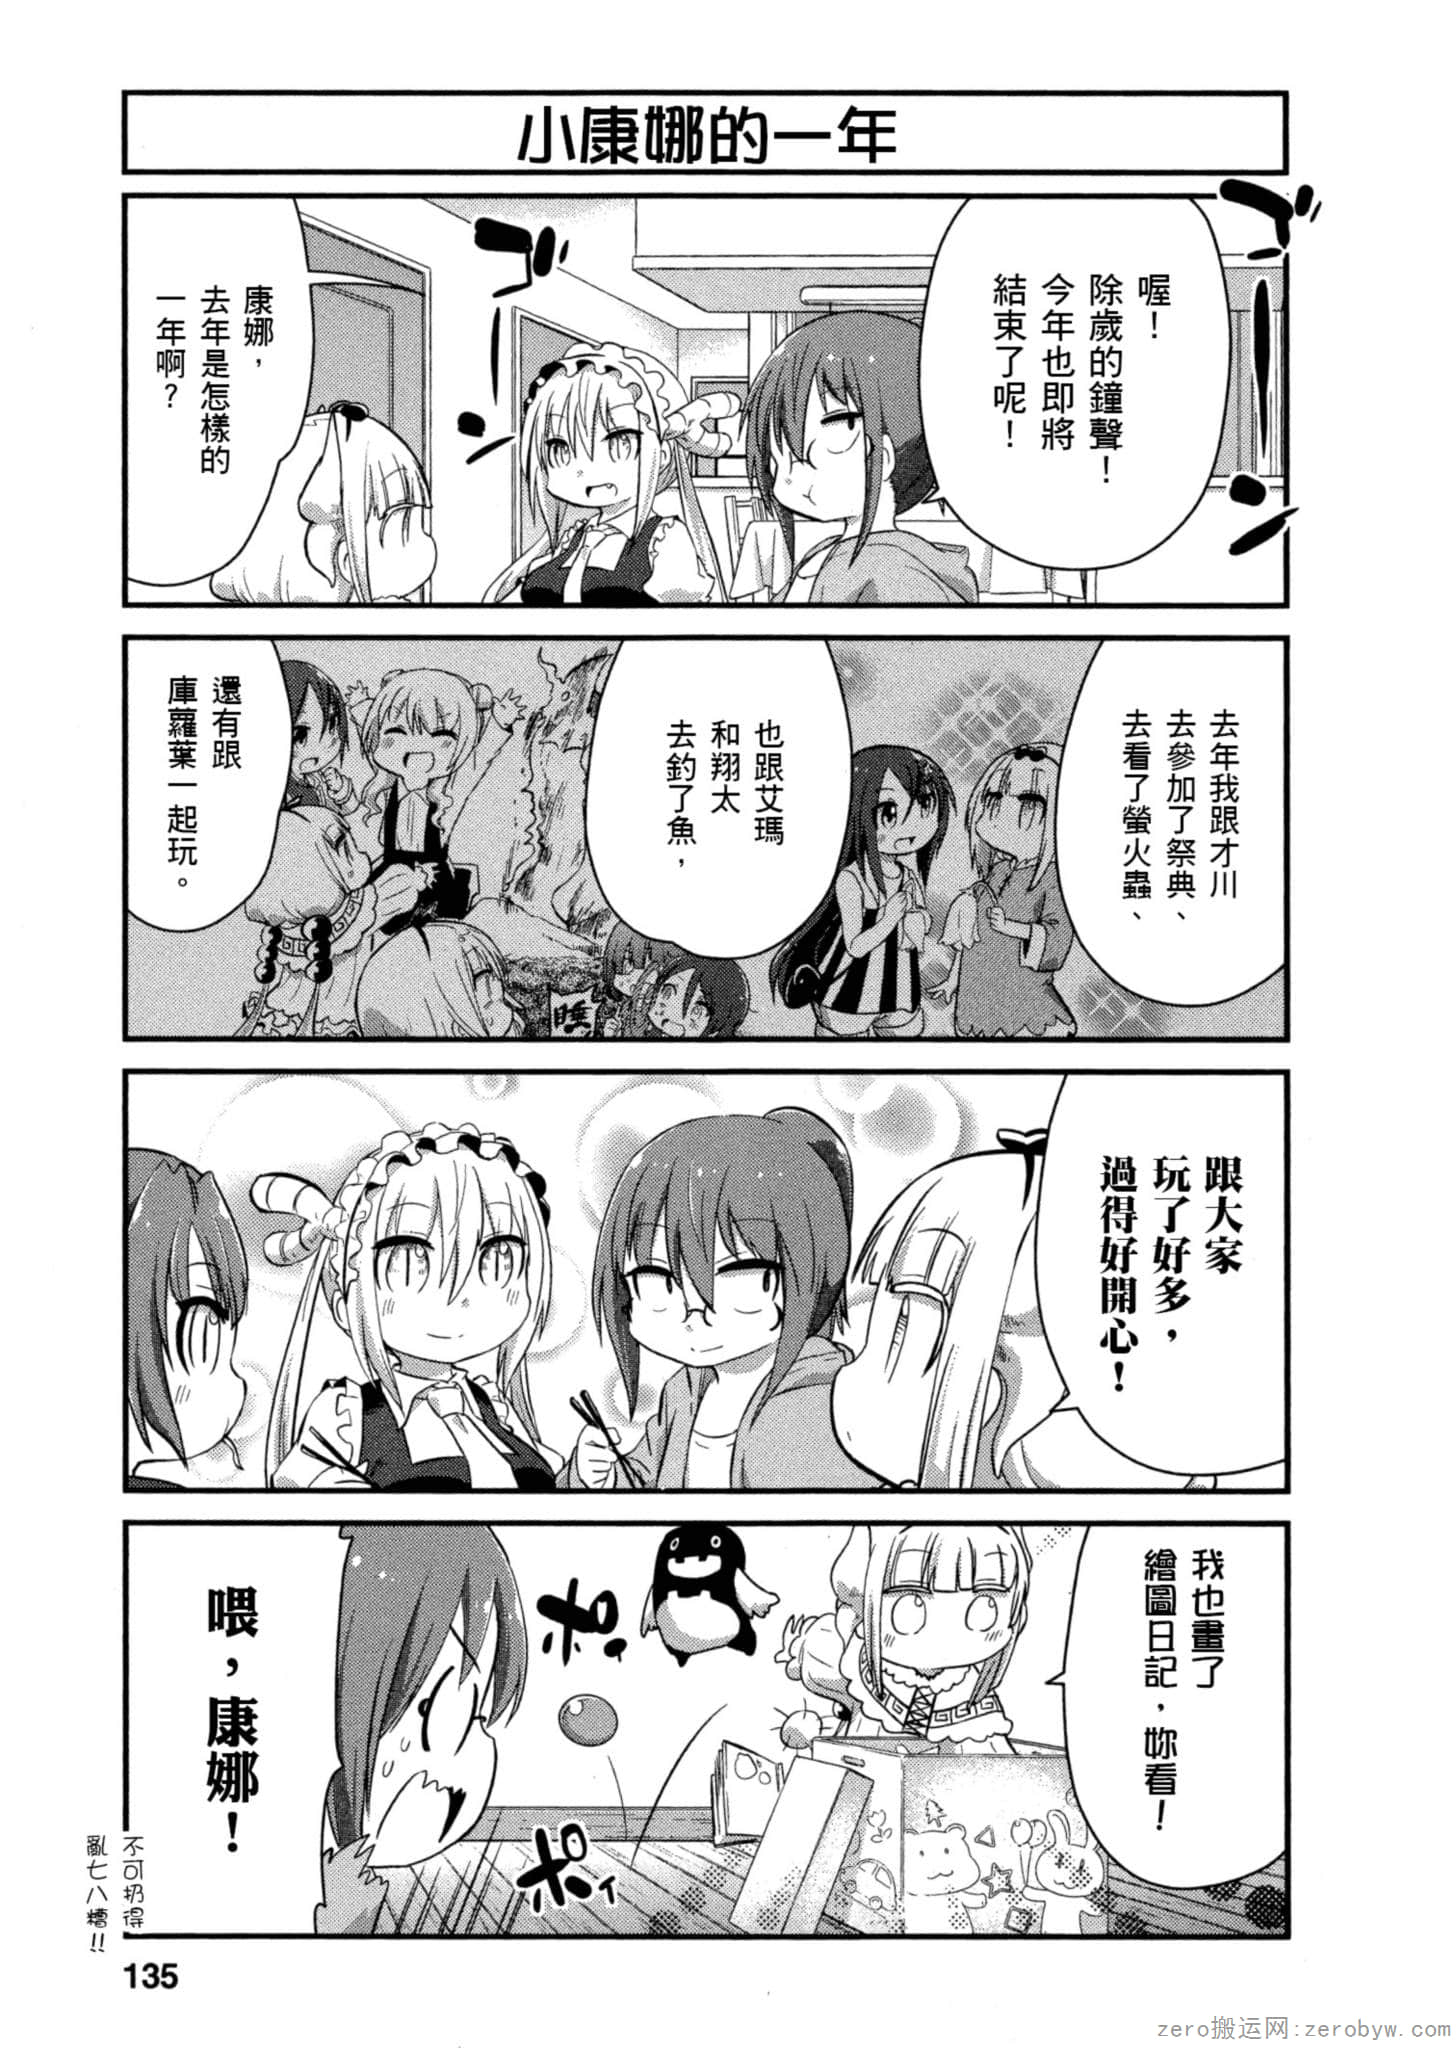 小康娜的一年
喔！
除歲的鐘聲！
今年也即將
結束了呢！
ゴーン
ゴーン
康娜，
去年是怎樣的
一年啊？
去年我跟才川
去參加了祭典、
去看了螢火蟲、
也跟艾瑪
和翔太
去釣了魚，
還有跟
庫蘿葉一起玩。
跟大家
玩了好多，
過得好開心！
我也畫了
繪圖日記，妳看！
ポィ
ポィ
喂，康娜！
不可扔得
亂七八糟!!
135
zero搬运网:zerobyw.com